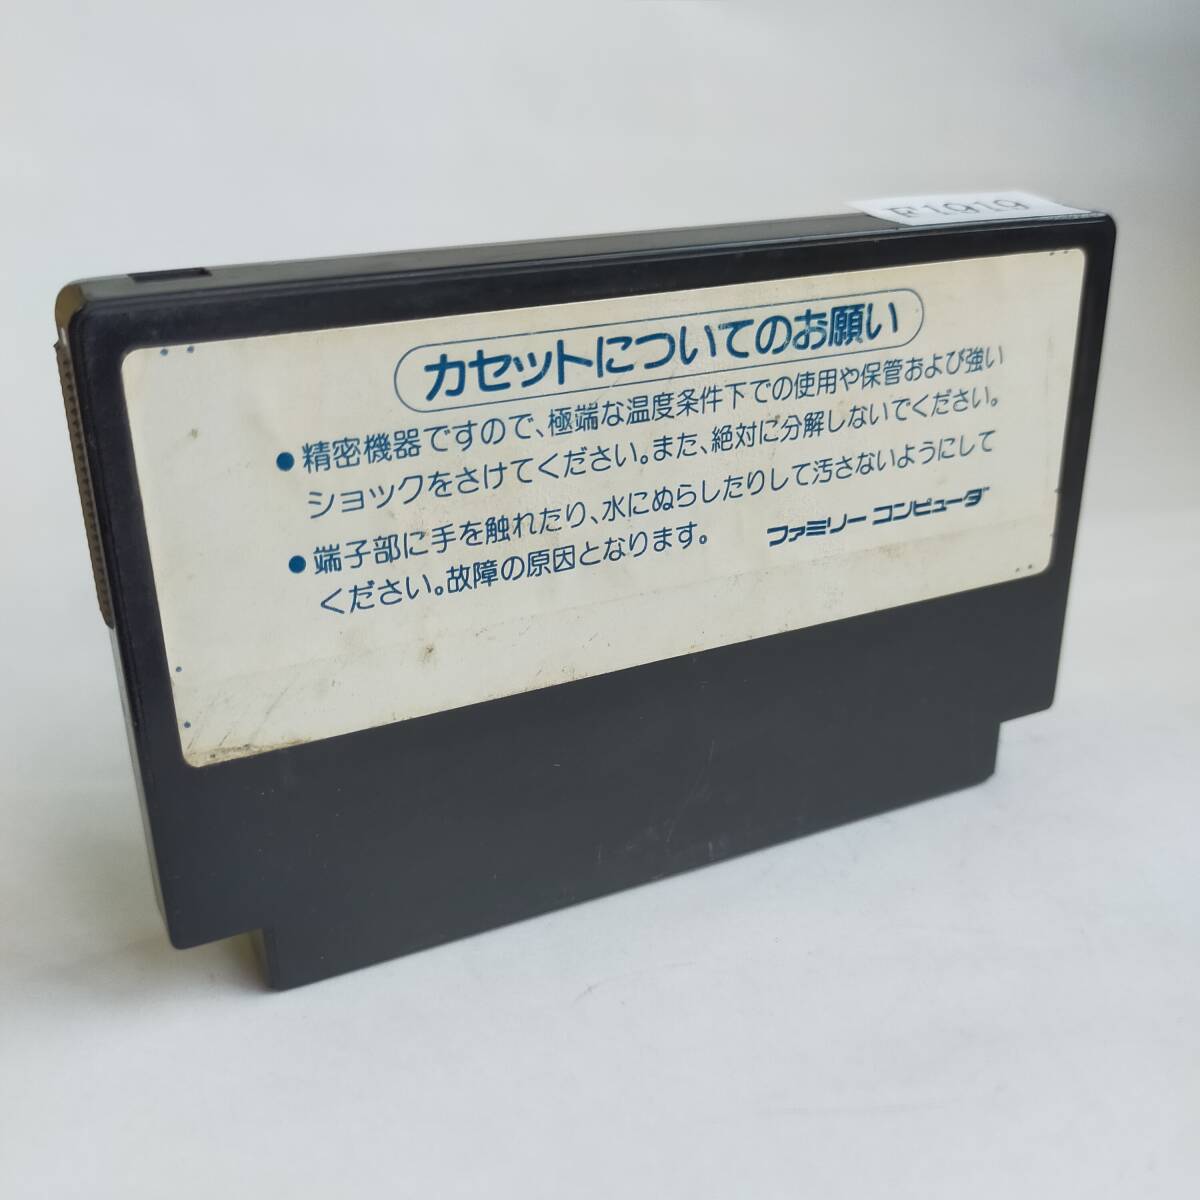 F1919
カセットについてのお願い
●精密機器ですので、極端な温度条件下での使用や保管および強い
ショックをさけてください。また、絶対に分解しないでください。
●端子部に手を触れたり、水にぬらしたりして汚さないようにして
ください。故障の原因となります。
ファミリー コンピュータ